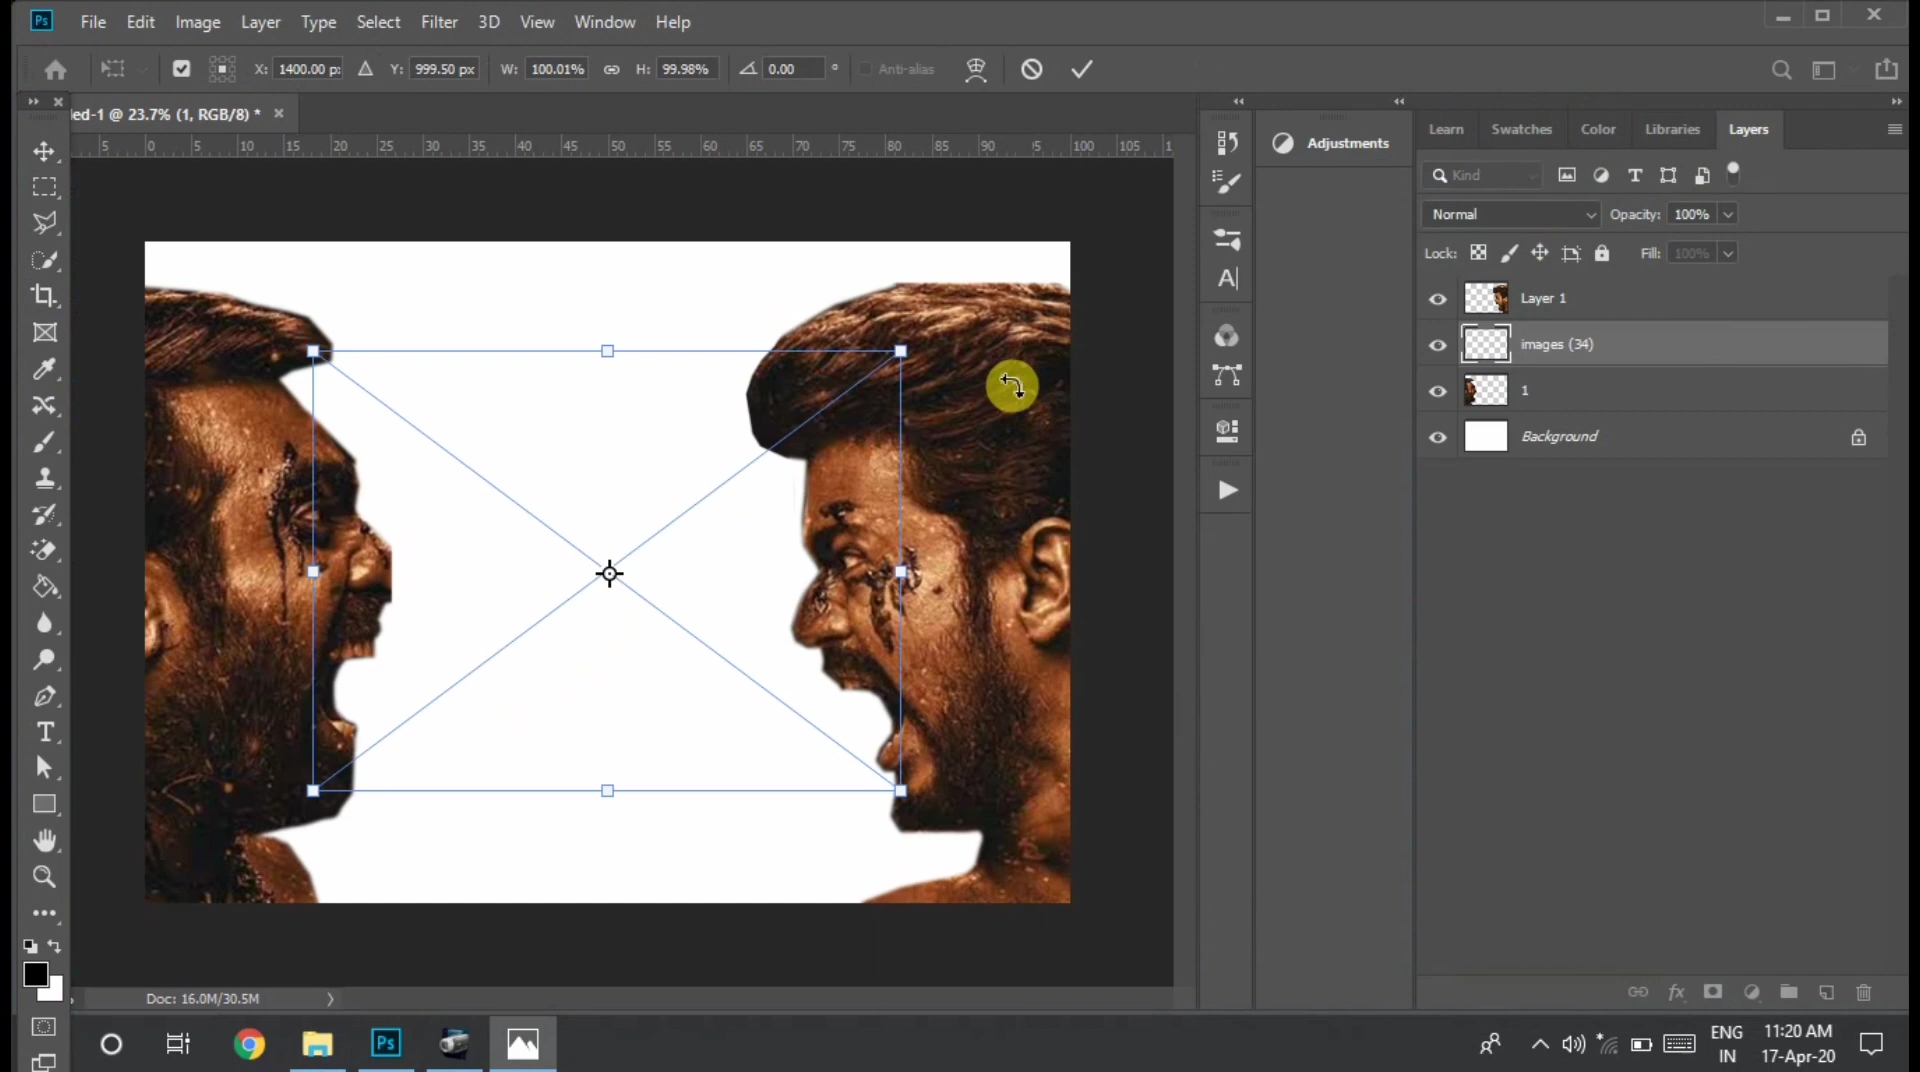 Ps File Edit Image Layer Type Select Filter 3D View Window Help
X: 1400.00 p: Y: 999.50 px W: 100.01% H: 99.98% 0.00 ° Anti-alias
led-1 @ 23.7% (1, RGB/8) *
5 0 5 10 15 20 25 30 35 40 45 50 55 60 65 70 75 80 85 90 95 100 105 1
Adjustments
Learn Swatches Color Libraries Layers
Kind
Normal Opacity: 100%
Lock: Fill: 100%
Layer 1
images (34)
1
Background
Doc: 16.0M/30.5M
Ps
ENG
IN
11:20 AM
17-Apr-20